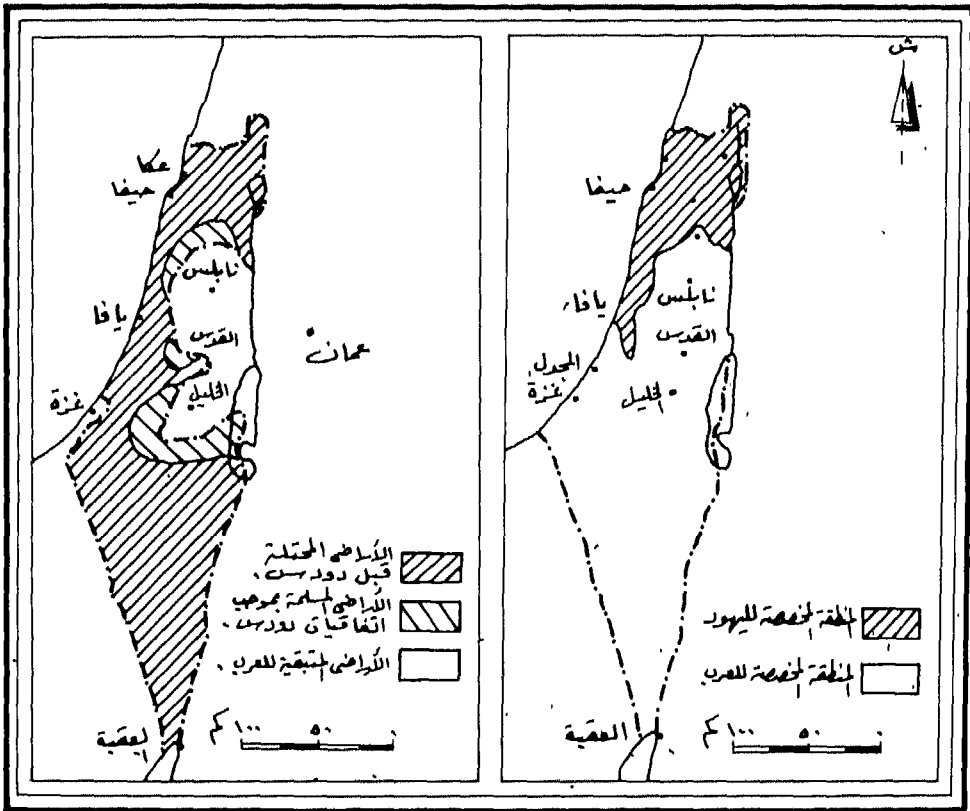 ش
حيفا
يافا
نابلس
القدس
المجدل
غزة
الخليل
المنطقة المخصصة لليهود
المنطقة المخصصة للعرب
العقبة
كم ١٠٠ ٥٠ ٠
عكا
حيفا
نابلس
يافا
القدس
عمان
الخليل
غزة
الأراضي المحتلة
قبل رودس.
الأراضي المسلمة بموجب
اتفاقيات رودس.
الأراضي المتبقية للعرب.
العقبة
كم ١٠٠ ٥٠ ٠